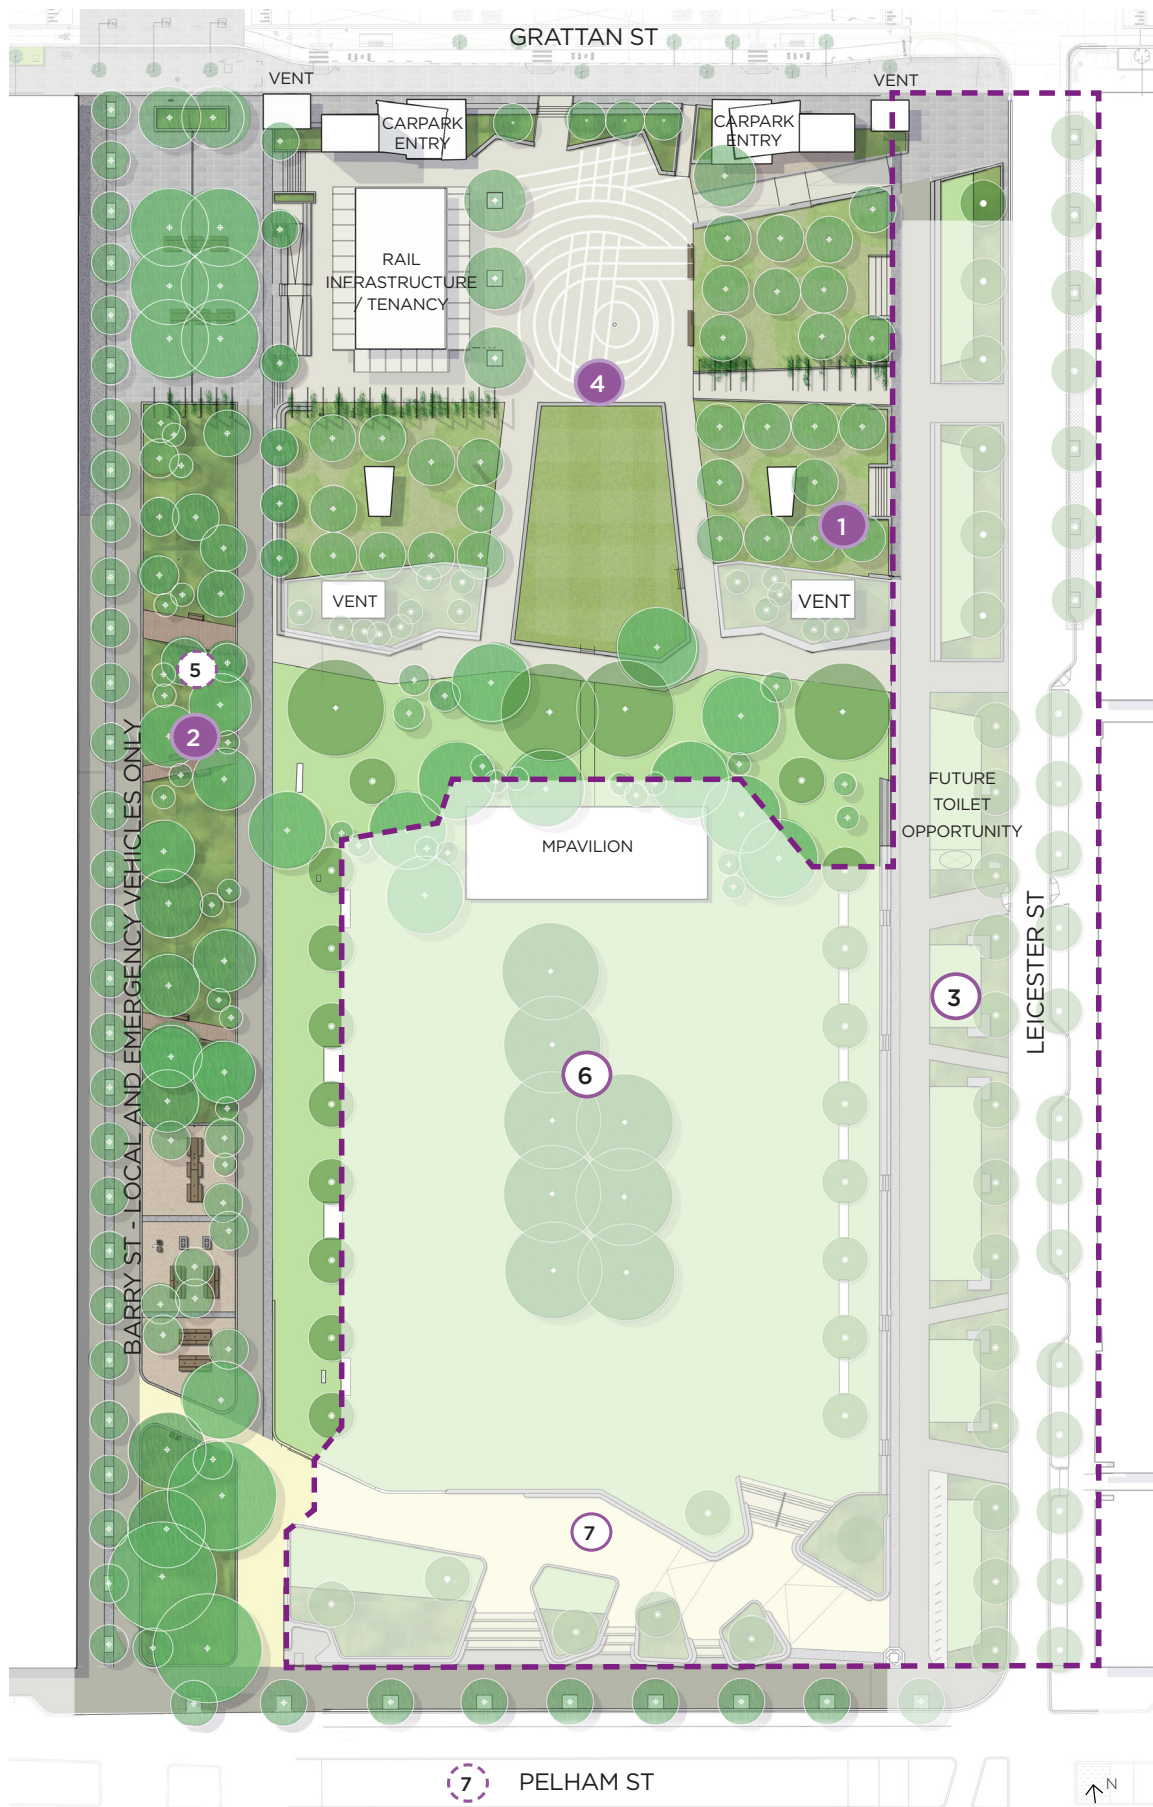 GRATTAN ST
VENT
VENT
CARPARK
ENTRY
CARPARK
ENTRY
RAIL
INFRASTRUCTURE
/ TENANCY
4
1
VENT
VENT
5
2
BARRY ST - LOCAL AND EMERGENCY VEHICLES ONLY
FUTURE
TOILET
OPPORTUNITY
MPAVILION
LEICESTER ST
3
6
7
7
PELHAM ST
N